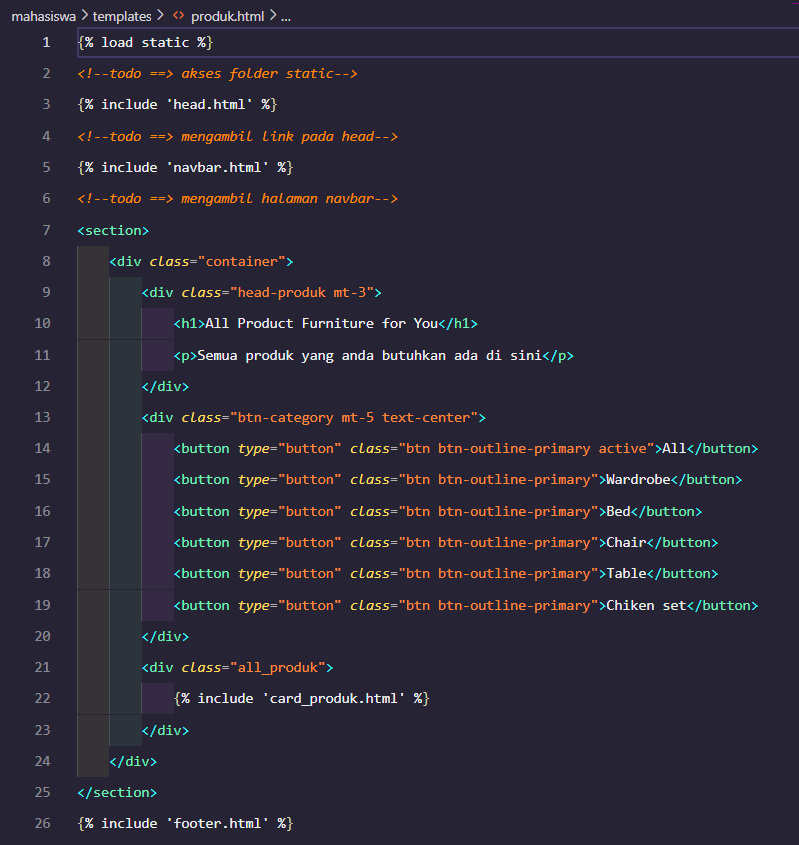 mahasiswa > templates > <> produk.html > ...
1 {% load static %}
2 <!--todo ==> akses folder static-->
3 {% include 'head.html' %}
4 <!--todo ==> mengambil link pada head-->
5 {% include 'navbar.html' %}
6 <!--todo ==> mengambil halaman navbar-->
7 <section>
8 <div class="container">
9 <div class="head-produk mt-3">
10 <h1>All Product Furniture for You</h1>
11 <p>Semua produk yang anda butuhkan ada di sini</p>
12 </div>
13 <div class="btn-category mt-5 text-center">
14 <button type="button" class="btn btn-outline-primary active">All</button>
15 <button type="button" class="btn btn-outline-primary">Wardrobe</button>
16 <button type="button" class="btn btn-outline-primary">Bed</button>
17 <button type="button" class="btn btn-outline-primary">Chair</button>
18 <button type="button" class="btn btn-outline-primary">Table</button>
19 <button type="button" class="btn btn-outline-primary">Chiken set</button>
20 </div>
21 <div class="all_produk">
22 {% include 'card_produk.html' %}
23 </div>
24 </div>
25 </section>
26 {% include 'footer.html' %}